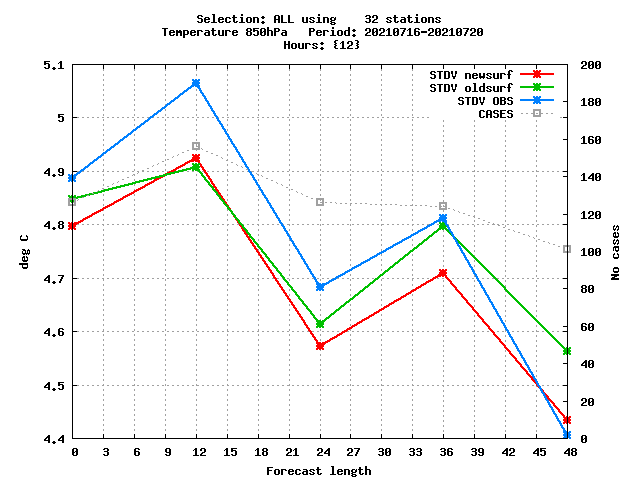 Selection: ALL using    32 stations
Temperature 850hPa   Period: 20210716-20210720
Hours: {12}
STDV newsurf
STDV oldsurf
STDV OBS
CASES
deg C
5.1
5
4.9
4.8
4.7
4.6
4.5
4.4
200
180
160
140
120
100
80
60
40
20
0
No cases
0 3 6 9 12 15 18 21 24 27 30 33 36 39 42 45 48
Forecast length